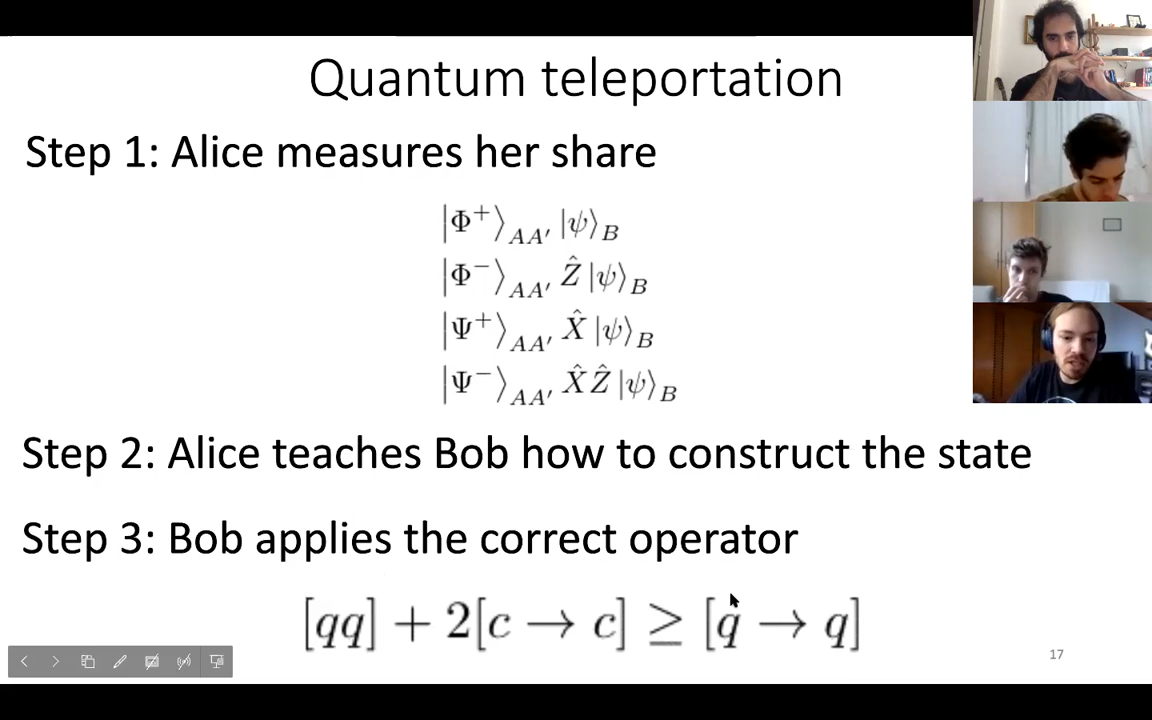 Quantum teleportation
Step 1: Alice measures her share
|Φ⁺⟩_{AA′} |ψ⟩_B
|Φ⁻⟩_{AA′} Ẑ |ψ⟩_B
|Ψ⁺⟩_{AA′} X̂ |ψ⟩_B
|Ψ⁻⟩_{AA′} X̂Ẑ |ψ⟩_B
Step 2: Alice teaches Bob how to construct the state
Step 3: Bob applies the correct operator
[qq] + 2[c → c] ≥ [q → q]
17